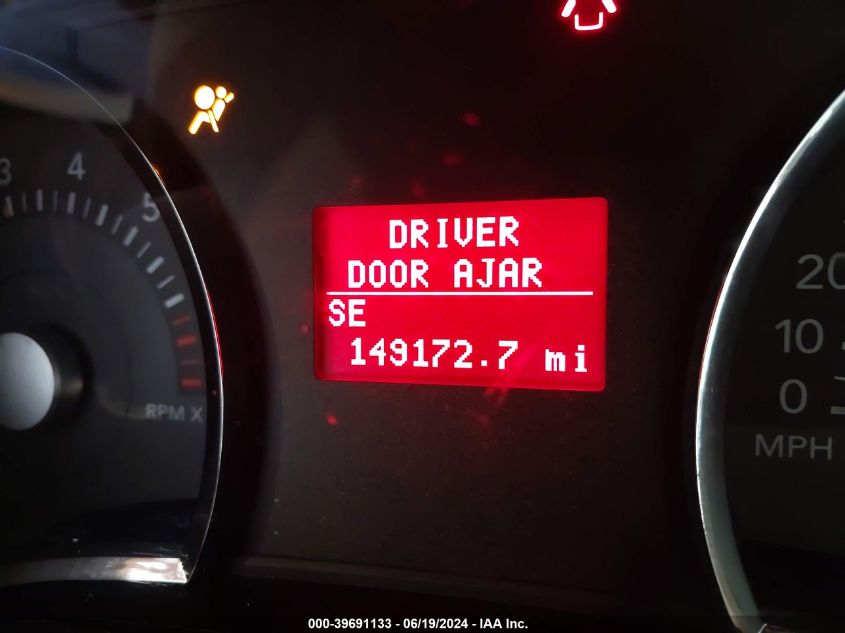 3 4 5
RPM X
DRIVER
DOOR AJAR
SE
149172.7 mi
20
10
0
MPH
000-39691133 - 06/19/2024 - IAA Inc.